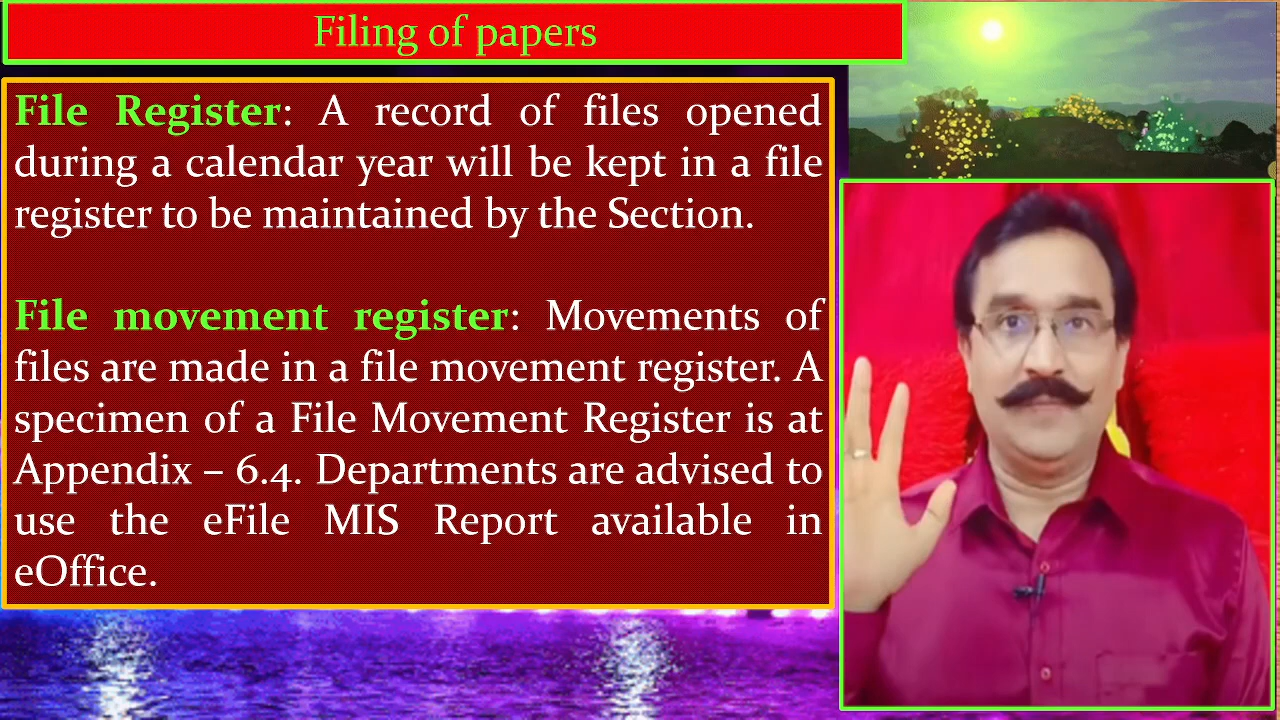 Filing of papers
File Register: A record of files opened
during a calendar year will be kept in a file
register to be maintained by the Section.
File movement register: Movements of
files are made in a file movement register. A
specimen of a File Movement Register is at
Appendix – 6.4. Departments are advised to
use the eFile MIS Report available in
eOffice.